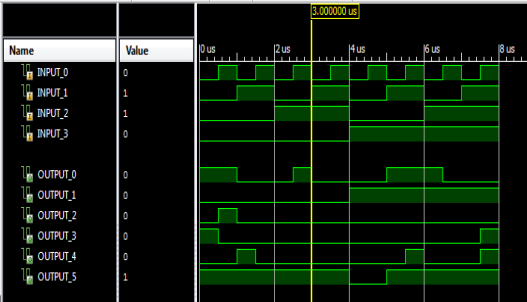 3.000000 us
Name Value
0 us 2 us 4 us 6 us 8 us
INPUT_0 0
INPUT_1 1
INPUT_2 1
INPUT_3 0
OUTPUT_0 0
OUTPUT_1 0
OUTPUT_2 0
OUTPUT_3 0
OUTPUT_4 0
OUTPUT_5 1